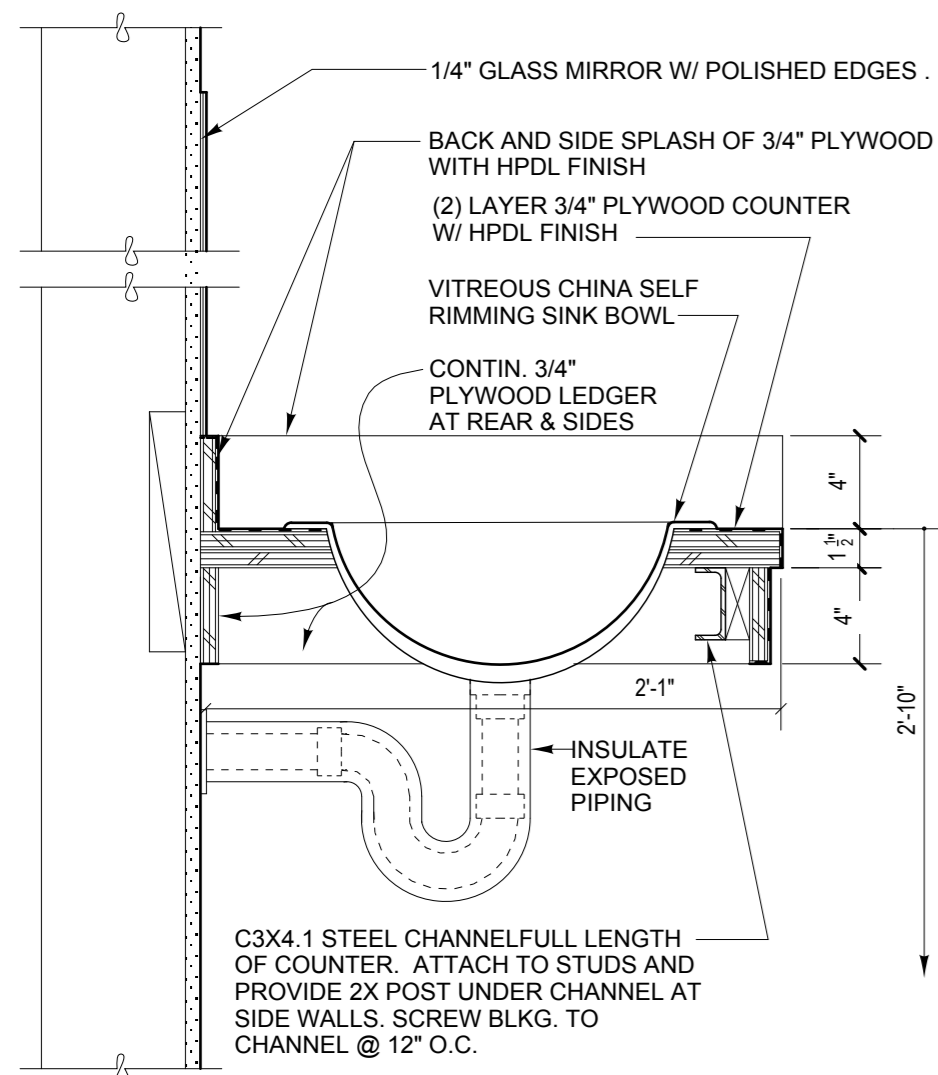 1/4" GLASS MIRROR W/ POLISHED EDGES .
BACK AND SIDE SPLASH OF 3/4" PLYWOOD
WITH HPDL FINISH
(2) LAYER 3/4" PLYWOOD COUNTER
W/ HPDL FINISH
VITREOUS CHINA SELF
RIMMING SINK BOWL
CONTIN. 3/4"
PLYWOOD LEDGER
AT REAR & SIDES
4"
1 1/2"
4"
2'-1"
2'-10"
INSULATE
EXPOSED
PIPING
C3X4.1 STEEL CHANNELFULL LENGTH
OF COUNTER. ATTACH TO STUDS AND
PROVIDE 2X POST UNDER CHANNEL AT
SIDE WALLS. SCREW BLKG. TO
CHANNEL @ 12" O.C.